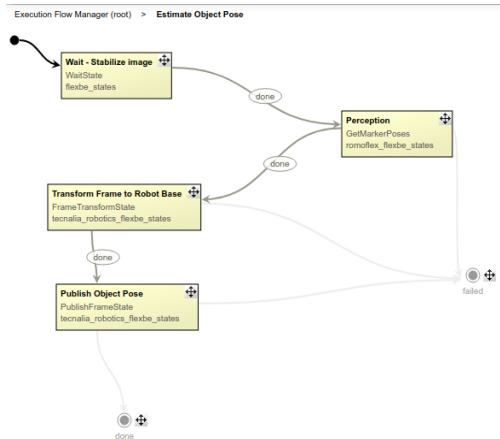 Execution Flow Manager (root) > Estimate Object Pose
Wait - Stabilize image
WaitState
flexbe_states
done
Perception
GetMarkerPoses
romoflex_flexbe_states
done
Transform Frame to Robot Base
FrameTransformState
tecnalia_robotics_flexbe_states
done
Publish Object Pose
PublishFrameState
tecnalia_robotics_flexbe_states
failed
done